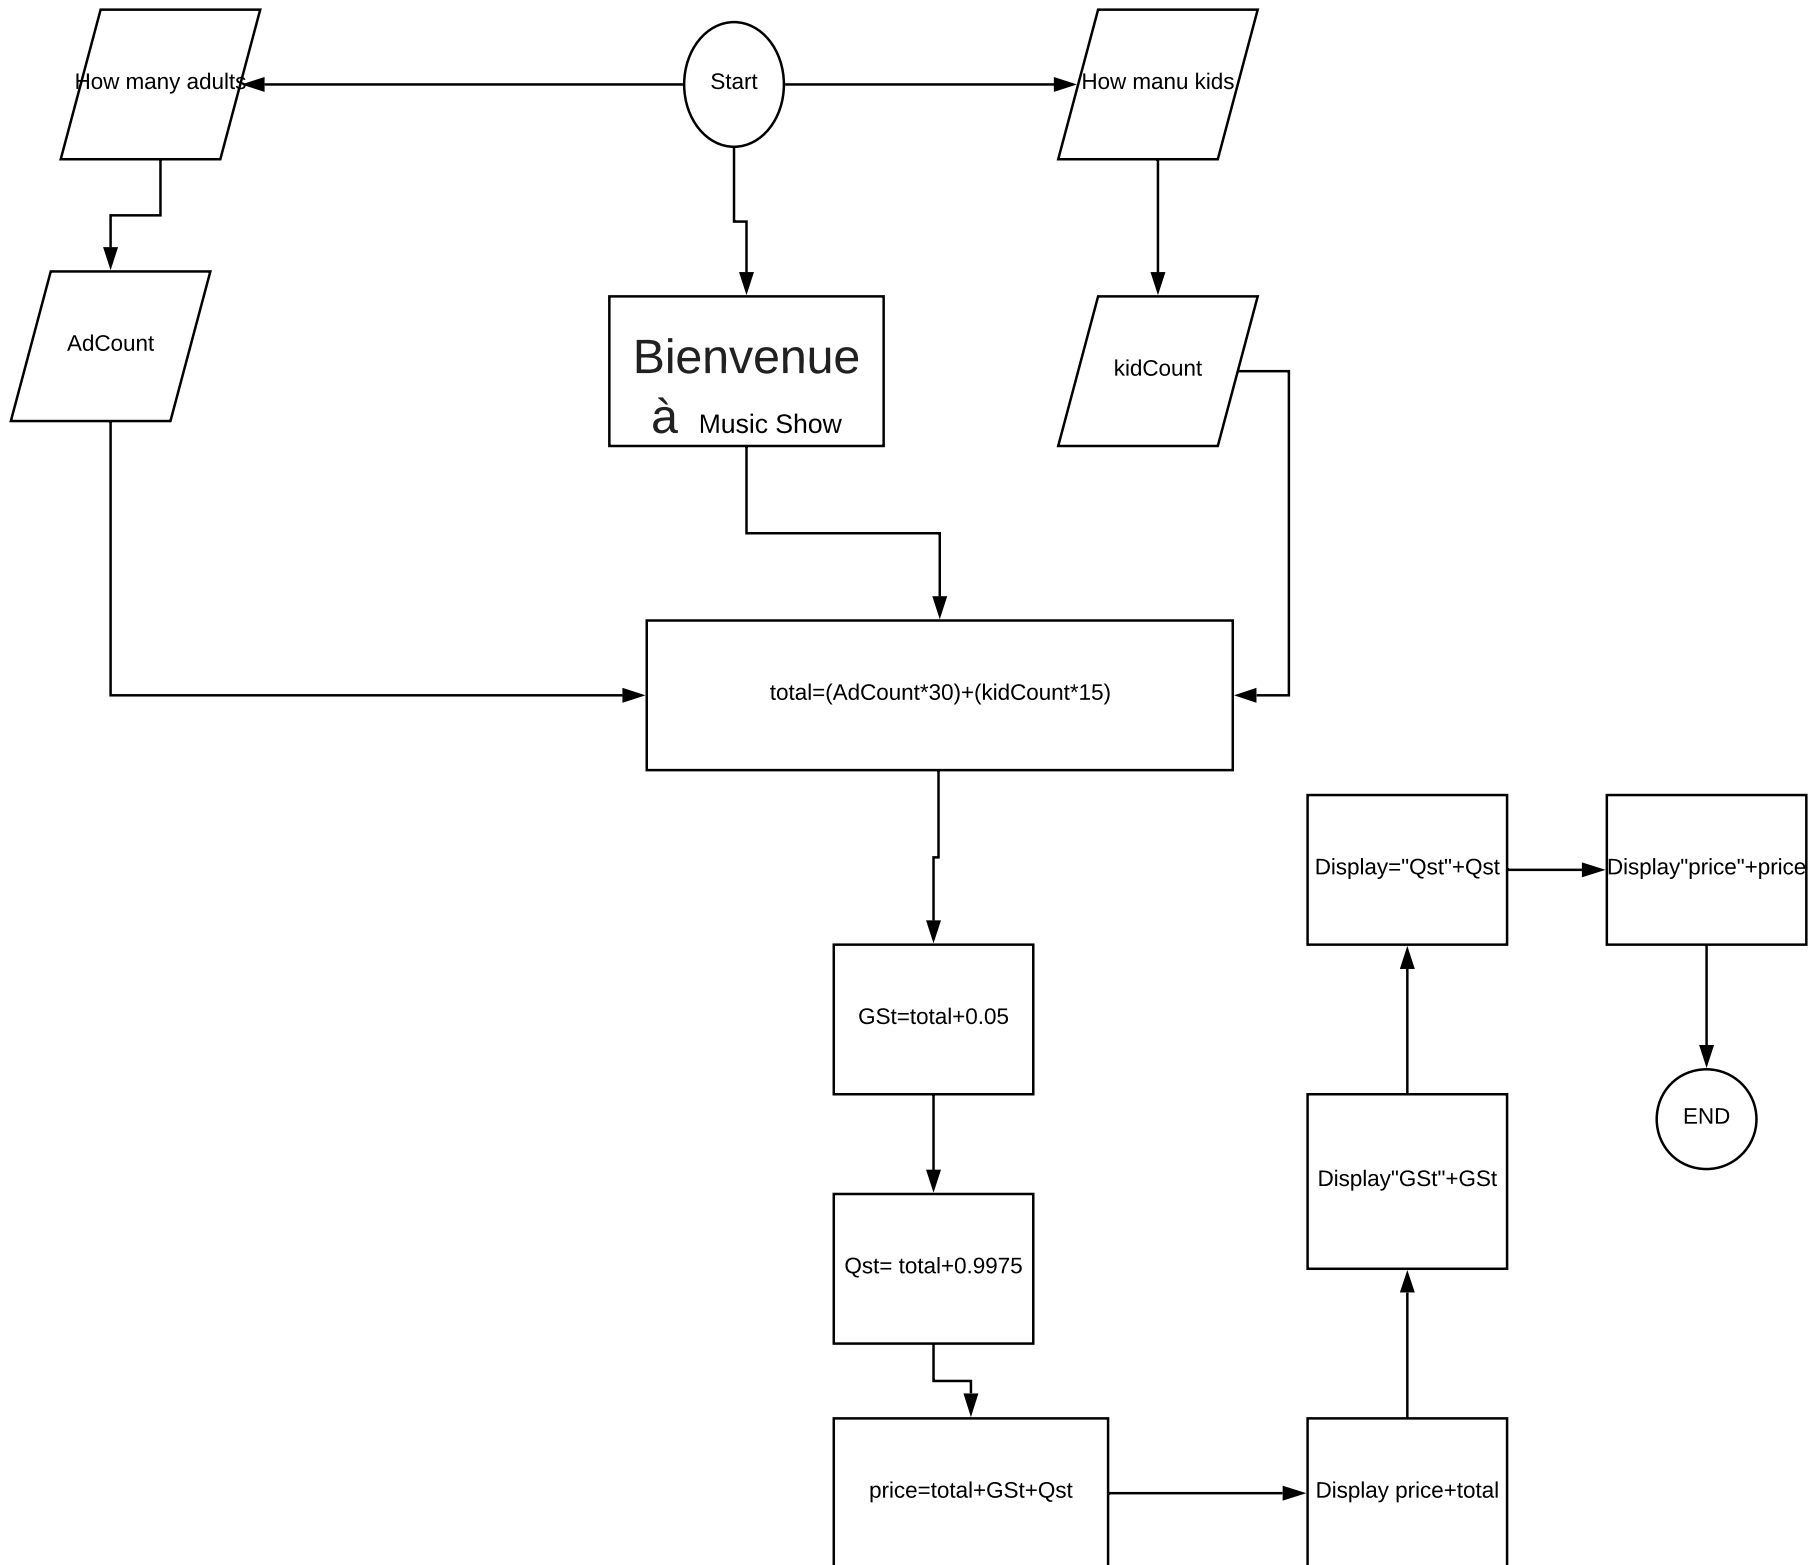 How many adults
Start
How manu kids
AdCount
Bienvenue
à Music Show
kidCount
total=(AdCount*30)+(kidCount*15)
GSt=total+0.05
Qst= total+0.9975
price=total+GSt+Qst
Display price+total
Display"GSt"+GSt
Display="Qst"+Qst
Display"price"+price
END